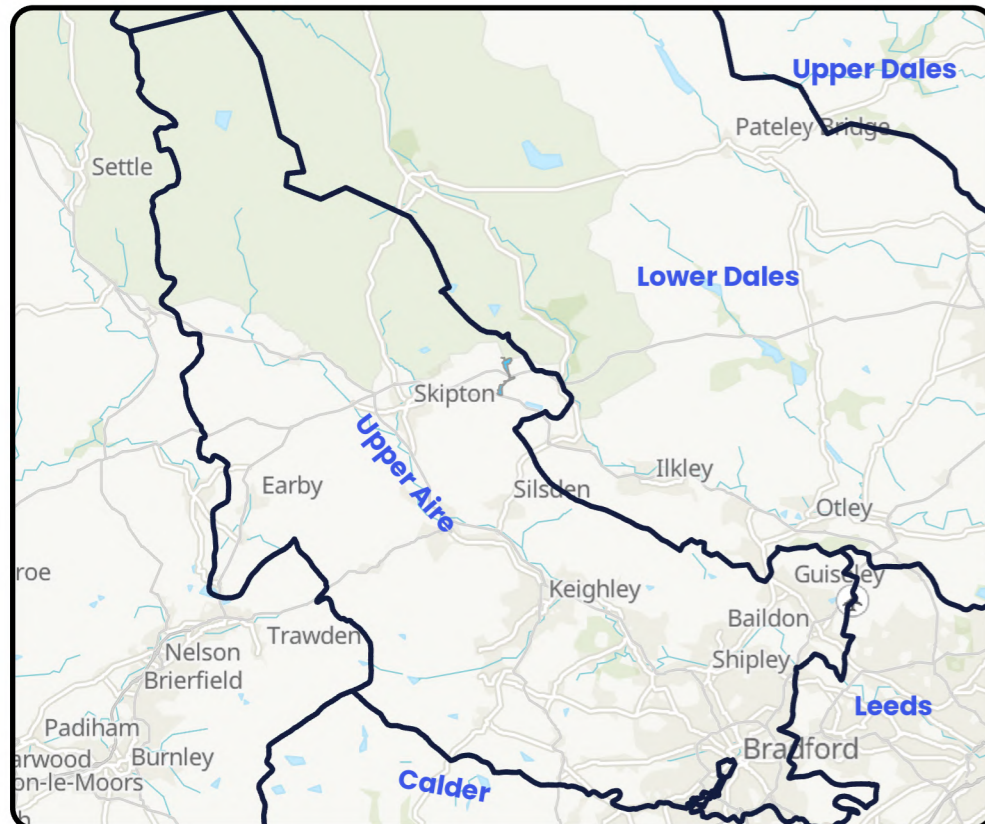 Upper Dales
Pateley Bridge
Settle
Lower Dales
Skipton
Upper Aire
Ilkley
Earby
Silsden
Otley
roe
Guiseley
Keighley
Baildon
Trawden
Nelson
Shipley
Brierfield
Leeds
Padiham
Bradford
arwood
Burnley
on-le-Moors
Calder